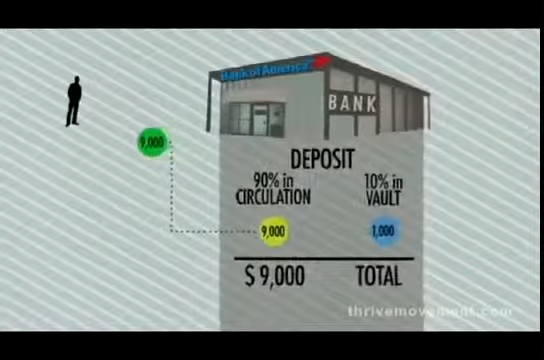 Bank of America
BANK
9,000
DEPOSIT
90% in 10% in
CIRCULATION VAULT
9,000 1,000
$ 9,000 TOTAL
thrivemovement.com